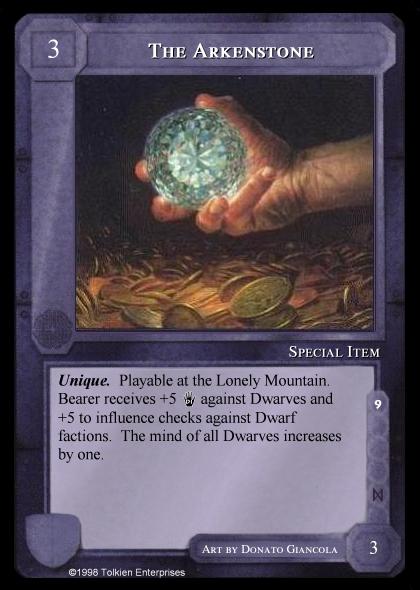 3
The Arkenstone
Special Item
Unique. Playable at the Lonely Mountain.
Bearer receives +5 against Dwarves and
+5 to influence checks against Dwarf
factions. The mind of all Dwarves increases
by one.
9
Art by Donato Giancola
3
©1998 Tolkien Enterprises